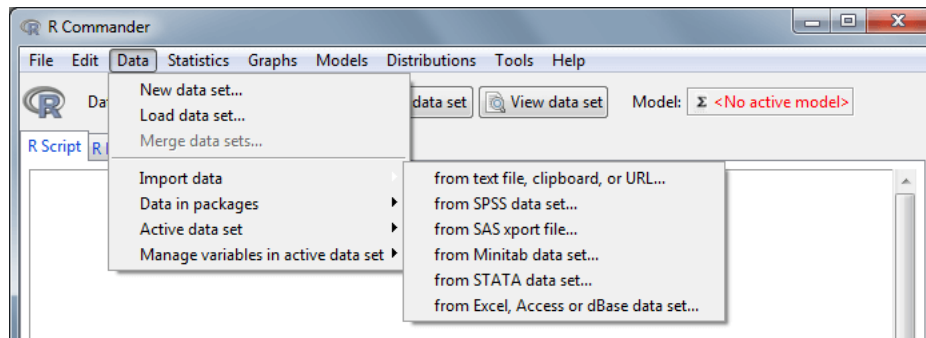 R Commander
File Edit Data Statistics Graphs Models Distributions Tools Help
New data set...
data set View data set Model: Σ <No active model>
Load data set...
Merge data sets...
R Script
Import data
from text file, clipboard, or URL...
Data in packages
from SPSS data set...
Active data set
from SAS xport file...
Manage variables in active data set
from Minitab data set...
from STATA data set...
from Excel, Access or dBase data set...